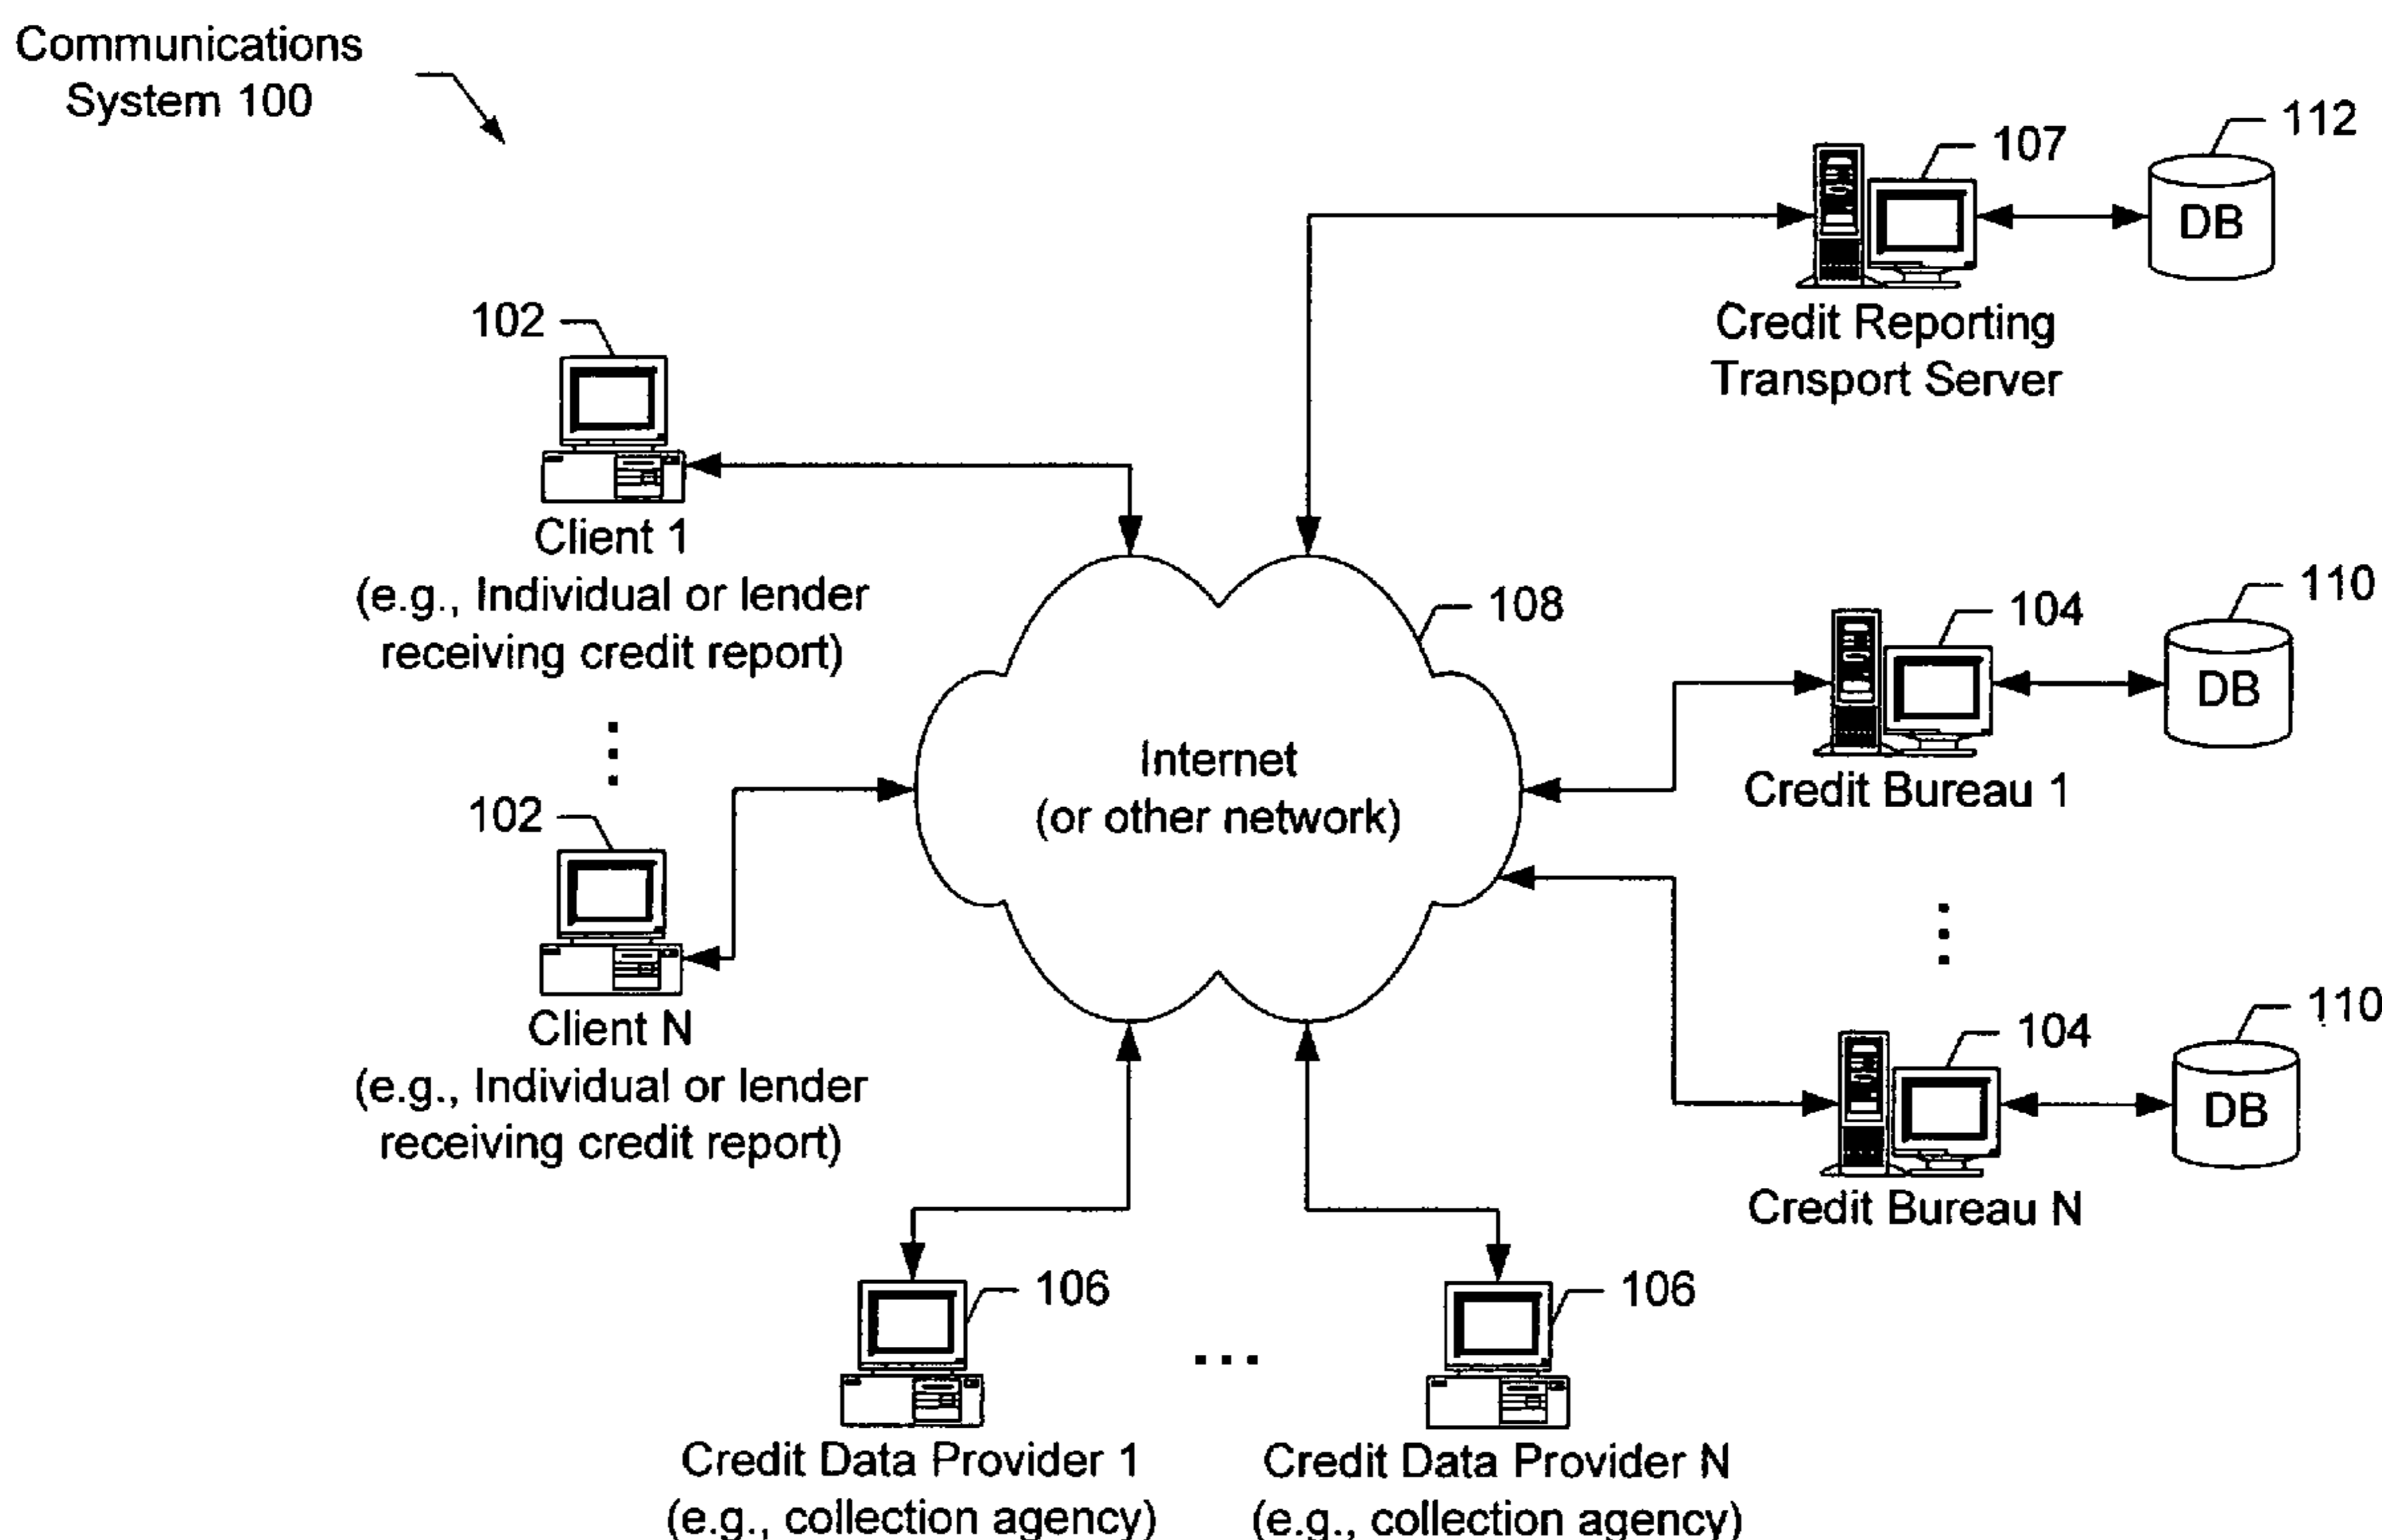 Communications
System 100
112
107
DB
Credit Reporting
Transport Server
102
Client 1
(e.g., Individual or lender
receiving credit report)
108
110
104
DB
Credit Bureau 1
Internet
(or other network)
102
Client N
(e.g., Individual or lender
receiving credit report)
110
104
DB
Credit Bureau N
106
Credit Data Provider 1
(e.g., collection agency)
106
Credit Data Provider N
(e.g., collection agency)